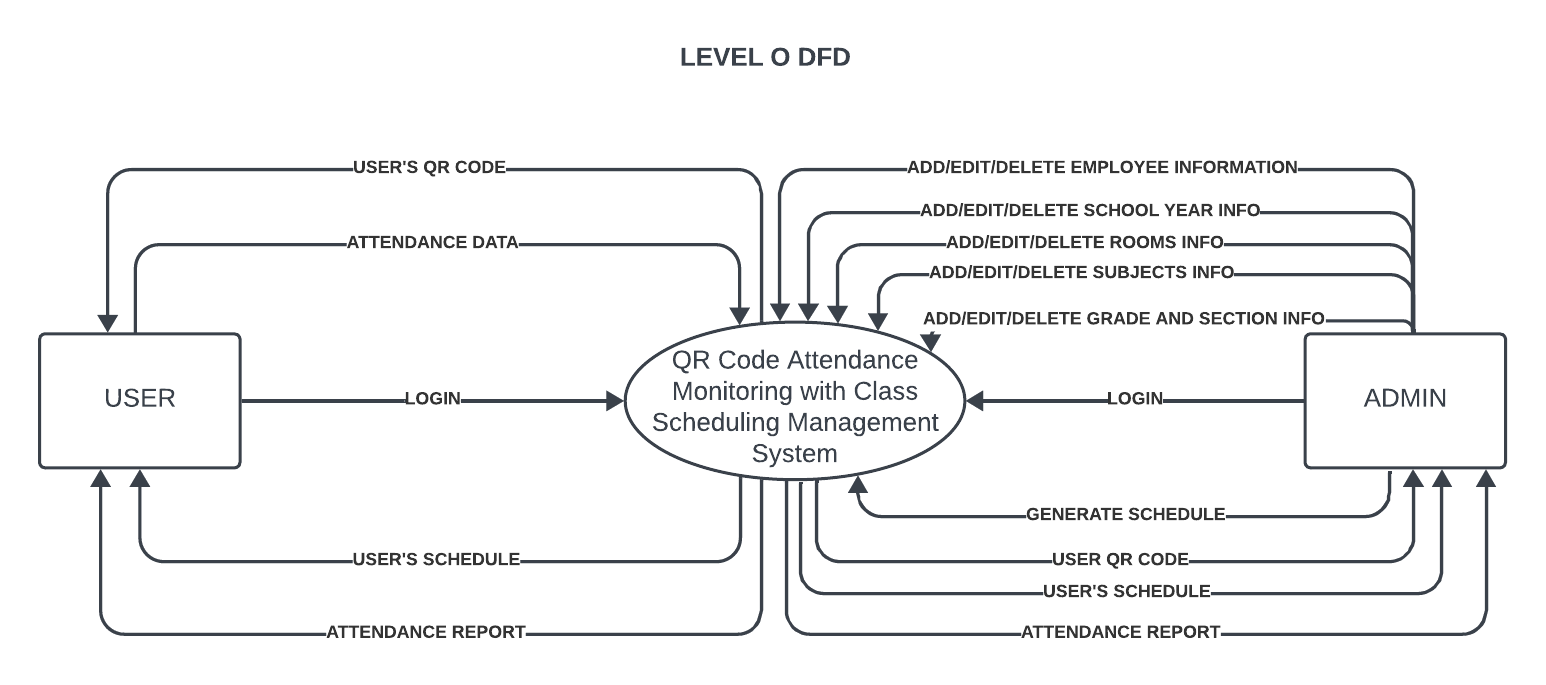 LEVEL O DFD
USER'S QR CODE
ADD/EDIT/DELETE EMPLOYEE INFORMATION
ADD/EDIT/DELETE SCHOOL YEAR INFO
ATTENDANCE DATA
ADD/EDIT/DELETE ROOMS INFO
ADD/EDIT/DELETE SUBJECTS INFO
ADD/EDIT/DELETE GRADE AND SECTION INFO
USER
LOGIN
QR Code Attendance
Monitoring with Class
Scheduling Management
System
LOGIN
ADMIN
GENERATE SCHEDULE
USER'S SCHEDULE
USER QR CODE
USER'S SCHEDULE
ATTENDANCE REPORT
ATTENDANCE REPORT